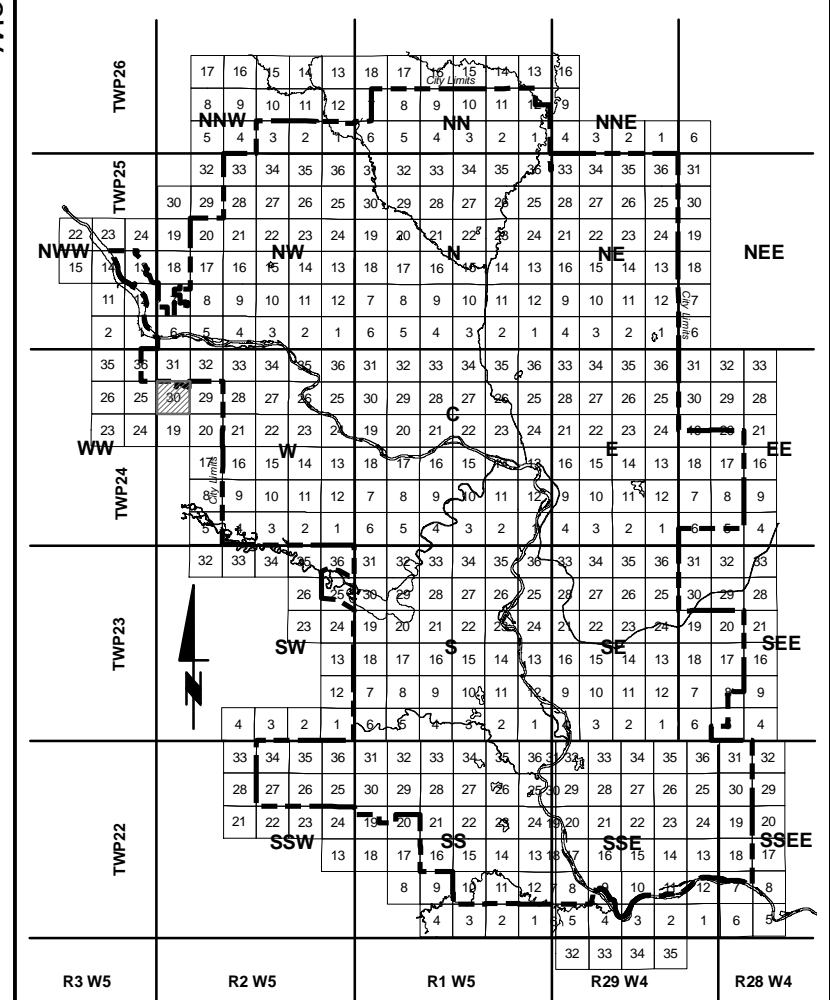 TWP26
17 16 15 14 13 18 17 16 15 14 13 16
City Limits
8 9 10 11 12 8 9 10 11 12 9
NNW NN NNE
5 4 3 2 1 6 5 4 3 2 1 4 3 2 1 6
TWP25
32 33 34 35 36 31 32 33 34 35 36 33 34 35 36 31
30 29 28 27 26 25 30 29 28 27 26 25 28 27 26 25 30
22 23 24 19 20 21 22 23 24 19 20 21 22 23 24 21 22 23 24 19
NWW NW N NE NEE
15 14 13 18 17 16 15 14 13 18 17 16 15 14 13 16 15 14 13 18
11 12 8 9 10 11 12 7 8 9 10 11 12 9 10 11 12 7
City Limits
2 6 5 4 3 2 1 6 5 4 3 2 1 4 3 2 1 6
TWP24
35 36 31 32 33 34 35 36 31 32 33 34 35 36 33 34 35 36 31 32 33
26 25 30 29 28 27 26 25 30 29 28 27 26 25 28 27 26 25 30 29 28
C
23 24 19 20 21 22 23 24 19 20 21 22 23 24 21 22 23 24 19 20 21
WW W E EE
17 16 15 14 13 18 17 16 15 14 13 16 15 14 13 18 17 16
City Limits
8 9 10 11 12 7 8 9 10 11 12 9 10 11 12 7 8 9
5 4 3 2 1 6 5 4 3 2 1 4 3 2 1 6 5 4
TWP23
32 33 34 35 36 31 32 33 34 35 36 33 34 35 36 31 32 33
26 25 30 29 28 27 26 25 28 27 26 25 30 29 28
23 24 19 20 21 22 23 24 21 22 23 24 19 20 21
SW S SE SEE
13 18 17 16 15 14 13 16 15 14 13 18 17 16
N
12 7 8 9 10 11 12 9 10 11 12 7 8 9
4 3 2 1 6 5 4 3 2 1 4 3 2 1 6 4
TWP22
33 34 35 36 31 32 33 34 35 36 31 32 33 34 35 36 31 32
28 27 26 25 30 29 28 27 26 25 30 29 28 27 26 25 30 29
21 22 23 24 19 20 21 22 23 24 19 20 21 22 23 24 19 20
SSW SS SSE SSEE
13 18 17 16 15 14 13 18 17 16 15 14 13 18 17
8 9 10 11 12 7 8 9 10 11 12 7 8
4 3 2 1 6 5 4 3 2 1 6 5
32 33 34 35
R3 W5 R2 W5 R1 W5 R29 W4 R28 W4